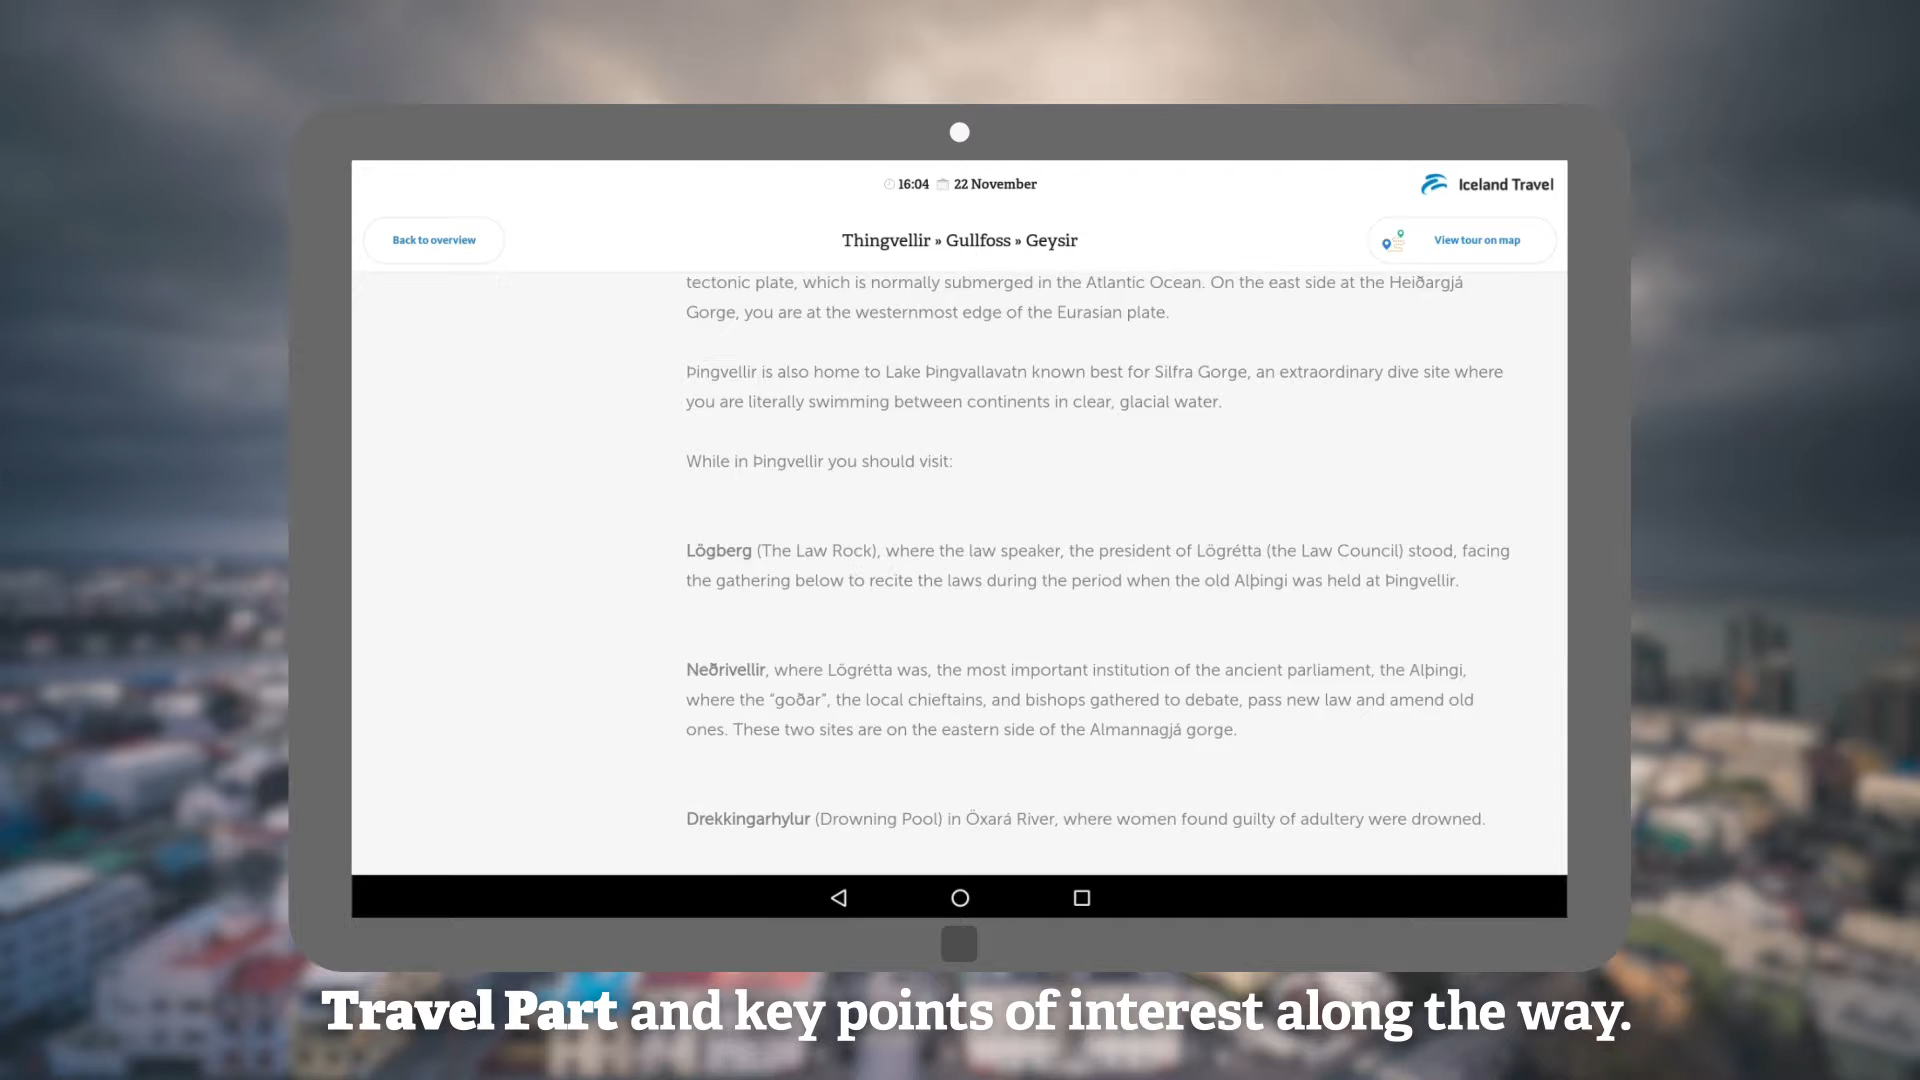 16:04 22 November
Iceland Travel
Back to overview
Thingvellir » Gullfoss » Geysir
View tour on map
tectonic plate, which is normally submerged in the Atlantic Ocean. On the east side at the Heiðargjá
Gorge, you are at the westernmost edge of the Eurasian plate.
Þingvellir is also home to Lake Þingvallavatn known best for Silfra Gorge, an extraordinary dive site where
you are literally swimming between continents in clear, glacial water.
While in Þingvellir you should visit:
Lögberg (The Law Rock), where the law speaker, the president of Lögrétta (the Law Council) stood, facing
the gathering below to recite the laws during the period when the old Alþingi was held at Þingvellir.
Neðrivellir, where Lögrétta was, the most important institution of the ancient parliament, the Alþingi,
where the “goðar”, the local chieftains, and bishops gathered to debate, pass new law and amend old
ones. These two sites are on the eastern side of the Almannagjá gorge.
Drekkingarhylur (Drowning Pool) in Öxará River, where women found guilty of adultery were drowned.
Travel Part and key points of interest along the way.